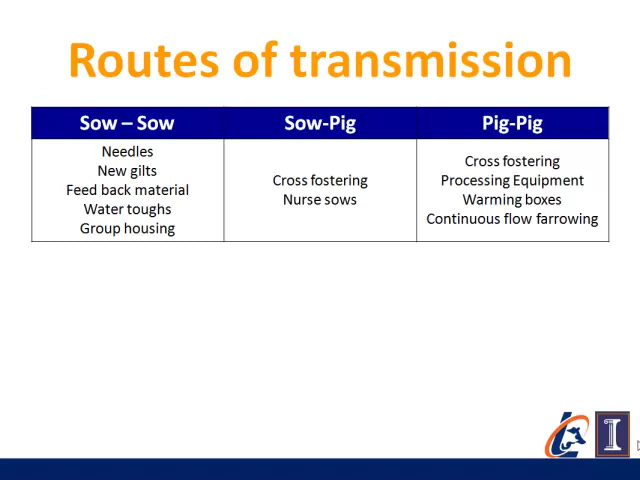 Routes of transmission
Sow – Sow
Sow-Pig
Pig-Pig
Needles
New gilts
Feed back material
Water toughs
Group housing
Cross fostering
Nurse sows
Cross fostering
Processing Equipment
Warming boxes
Continuous flow farrowing